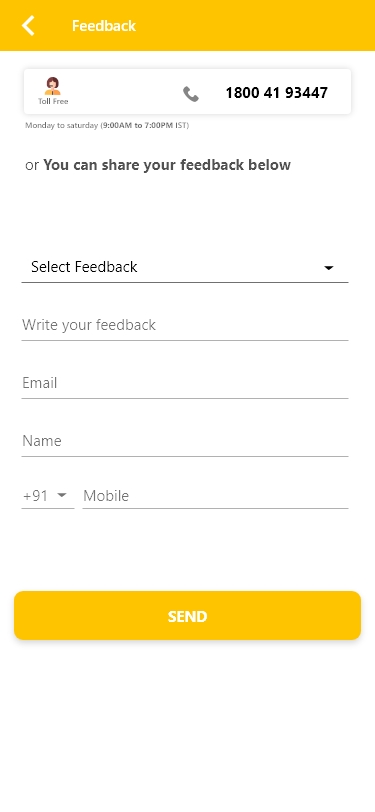 Feedback
Toll Free
1800 41 93447
Monday to saturday (9:00AM to 7:00PM IST)
or You can share your feedback below
Select Feedback
Write your feedback
Email
Name
+91 Mobile
SEND